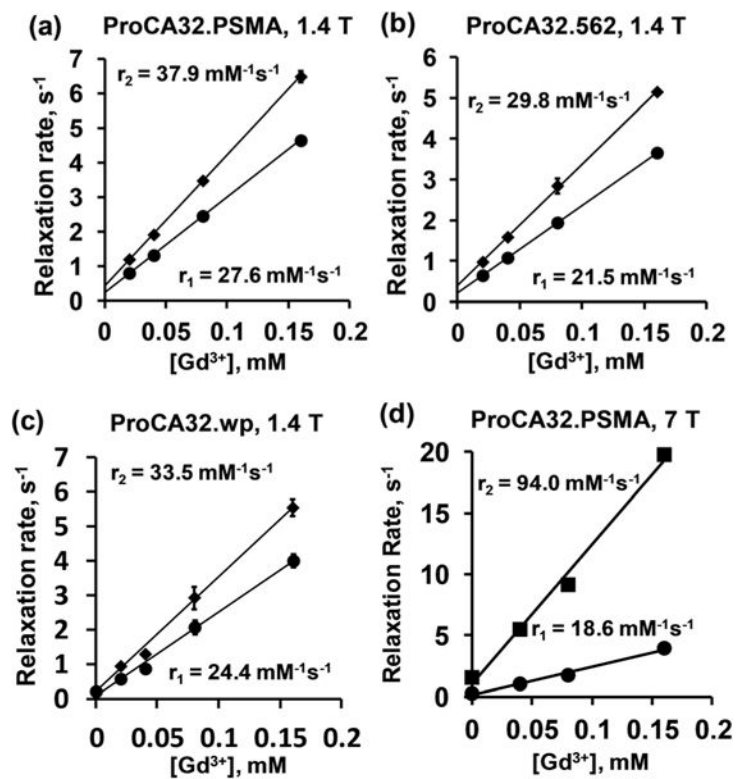 (a) ProCA32.PSMA, 1.4 T
Relaxation rate, s⁻¹
7
6
5
4
3
2
1
0
r₂ = 37.9 mM⁻¹s⁻¹
r₁ = 27.6 mM⁻¹s⁻¹
0 0.05 0.1 0.15 0.2
[Gd³⁺], mM
(b) ProCA32.562, 1.4 T
Relaxation rate, s⁻¹
6
5
4
3
2
1
0
r₂ = 29.8 mM⁻¹s⁻¹
r₁ = 21.5 mM⁻¹s⁻¹
0 0.05 0.1 0.15 0.2
[Gd³⁺], mM
(c) ProCA32.wp, 1.4 T
Relaxation rate, s⁻¹
7
6
5
4
3
2
1
0
r₂ = 33.5 mM⁻¹s⁻¹
r₁ = 24.4 mM⁻¹s⁻¹
0 0.05 0.1 0.15 0.2
[Gd³⁺], mM
(d) ProCA32.PSMA, 7 T
Relaxation Rate, s⁻¹
20
15
10
5
0
r₂ = 94.0 mM⁻¹s⁻¹
r₁ = 18.6 mM⁻¹s⁻¹
0 0.05 0.1 0.15 0.2
[Gd³⁺], mM